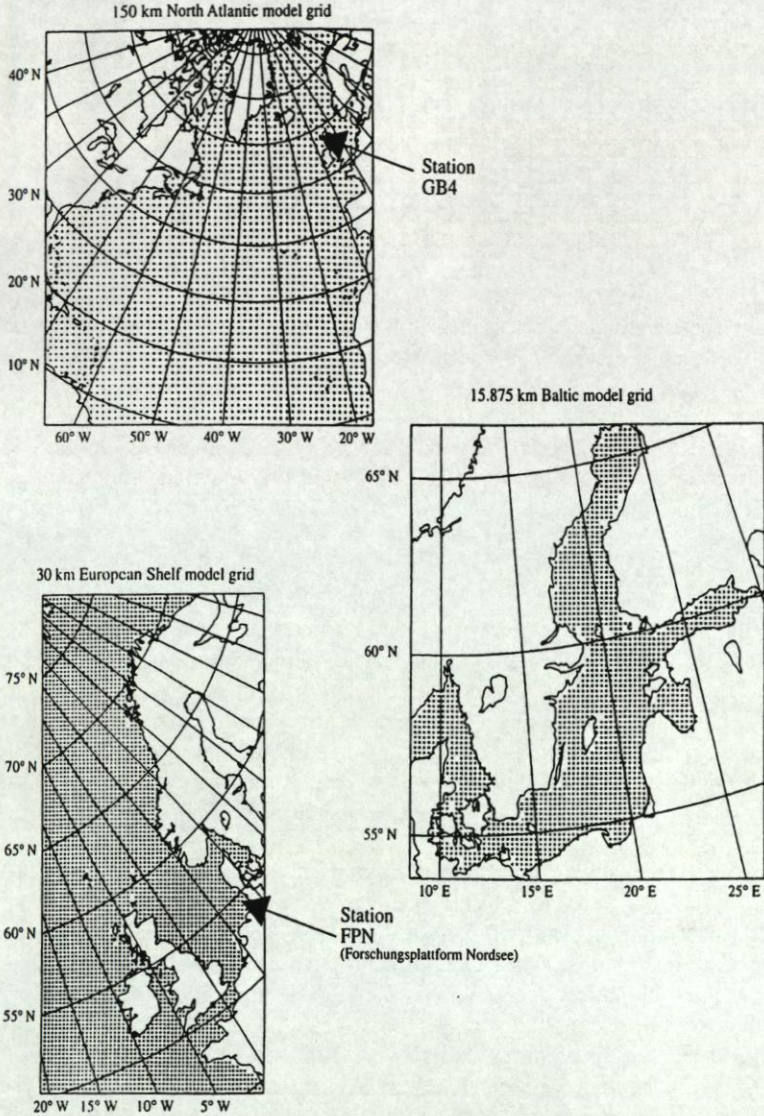 150 km North Atlantic model grid
40° N
30° N
20° N
10° N
60° W 50° W 40° W 30° W 20° W
Station
GB4
15.875 km Baltic model grid
65° N
60° N
55° N
10° E 15° E 20° E 25° E
30 km European Shelf model grid
75° N
70° N
65° N
60° N
55° N
20° W 15° W 10° W 5° W
Station
FPN
(Forschungsplattform Nordsee)